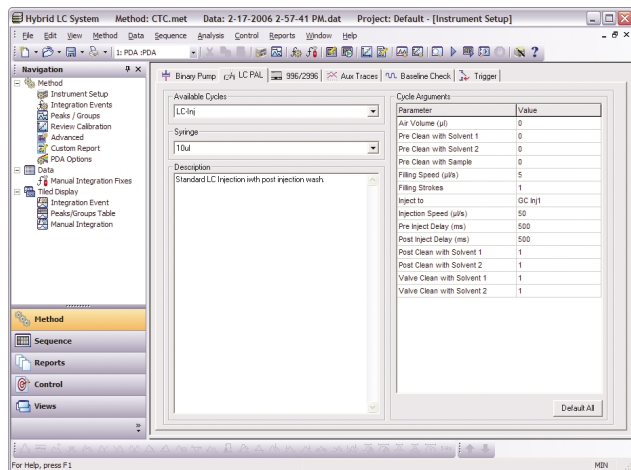 Hybrid LC System Method: CTC.met Data: 2-17-2006 2-57-41 PM.dat Project: Default - [Instrument Setup]
File Edit View Method Data Sequence Analysis Control Reports Window Help
1: PDA :PDA
Navigation
Method
Instrument Setup
Integration Events
Peaks / Groups
Review Calibration
Advanced
Custom Report
PDA Options
Data
Manual Integration Fixes
Tiled Display
Integration Event
Peaks/Groups Table
Manual Integration
Method
Sequence
Reports
Control
Views
Binary Pump LC PAL 996/2996 Aux Traces Baseline Check Trigger
Available Cycles
LC-Inj
Syringe
10ul
Description
Standard LC Injection iwth post injection wash.
Cycle Arguments
Parameter Value
Air Volume (µl) 0
Pre Clean with Solvent 1 0
Pre Clean with Solvent 2 0
Pre Clean with Sample 0
Filling Speed (µl/s) 5
Filling Strokes 1
Inject to GC Inj1
Injection Speed (µl/s) 50
Pre Inject Delay (ms) 500
Post Inject Delay (ms) 500
Post Clean with Solvent 1 1
Post Clean with Solvent 2 1
Valve Clean with Solvent 1 1
Valve Clean with Solvent 2 1
Default All
For Help, press F1
MIN